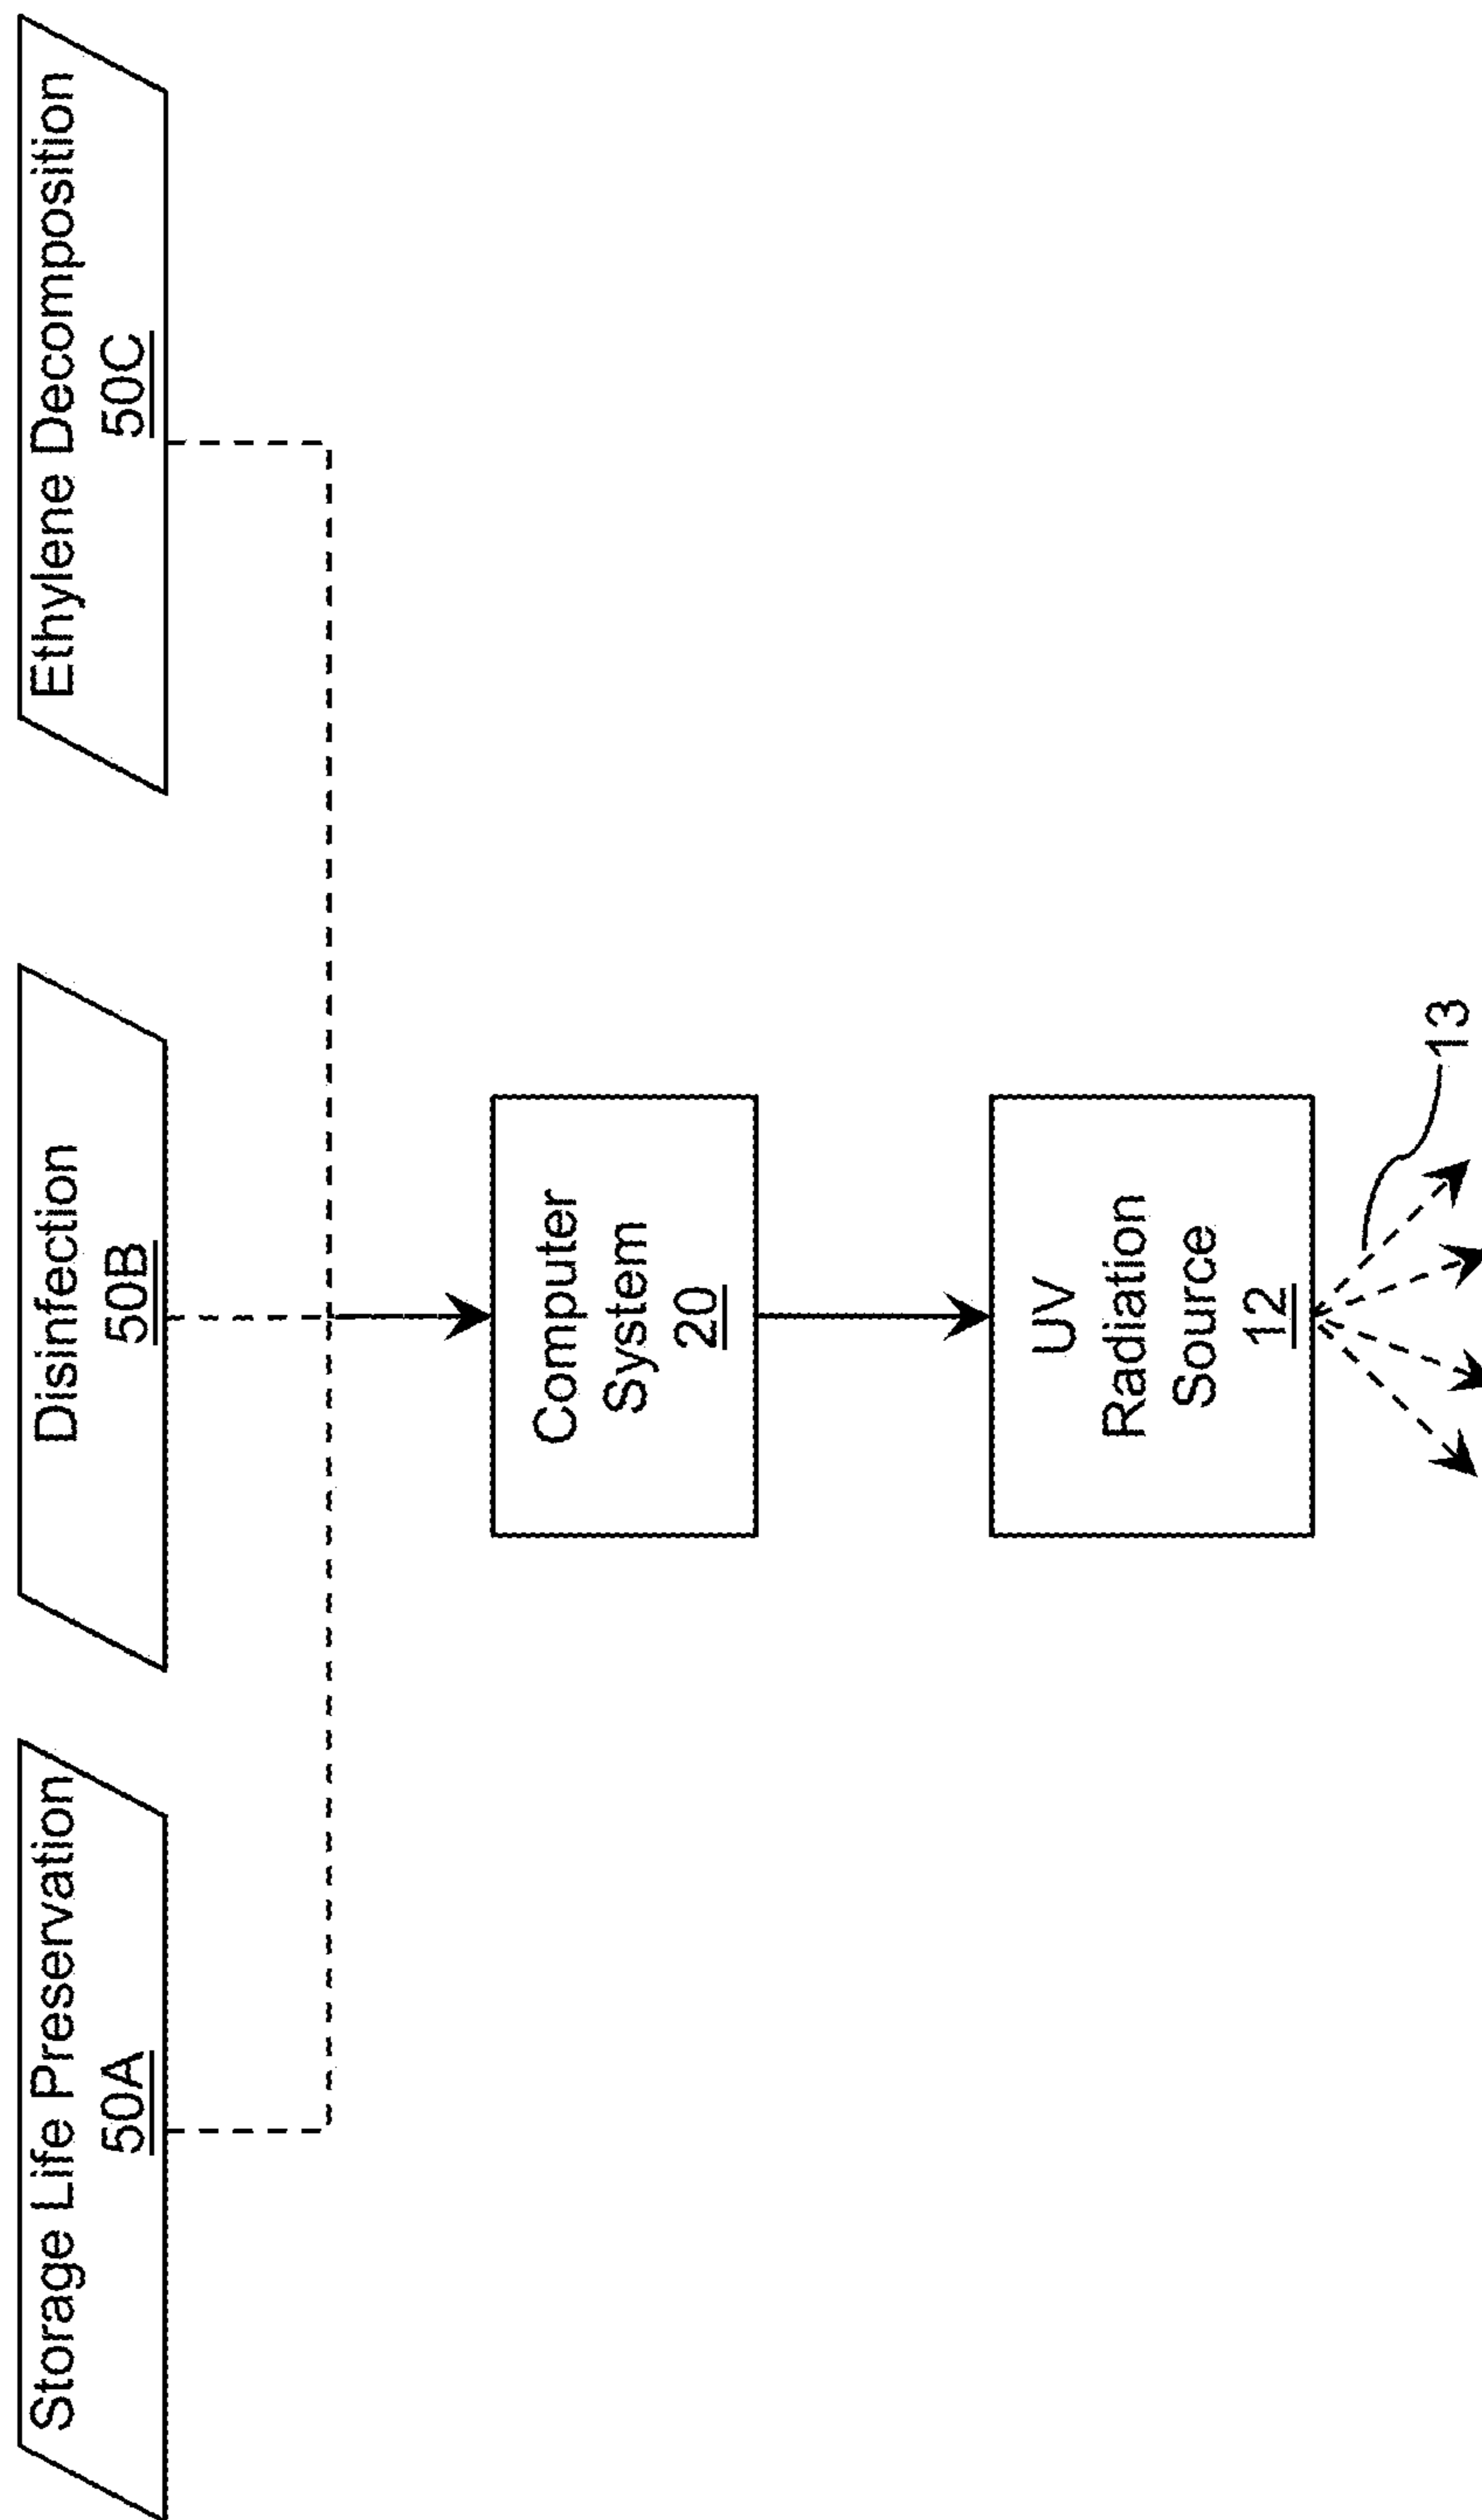 Storage Life Preservation
50A
Disinfection
50B
Ethylene Decomposition
50C
Computer
System
20
UV
Radiation
Source
12
13